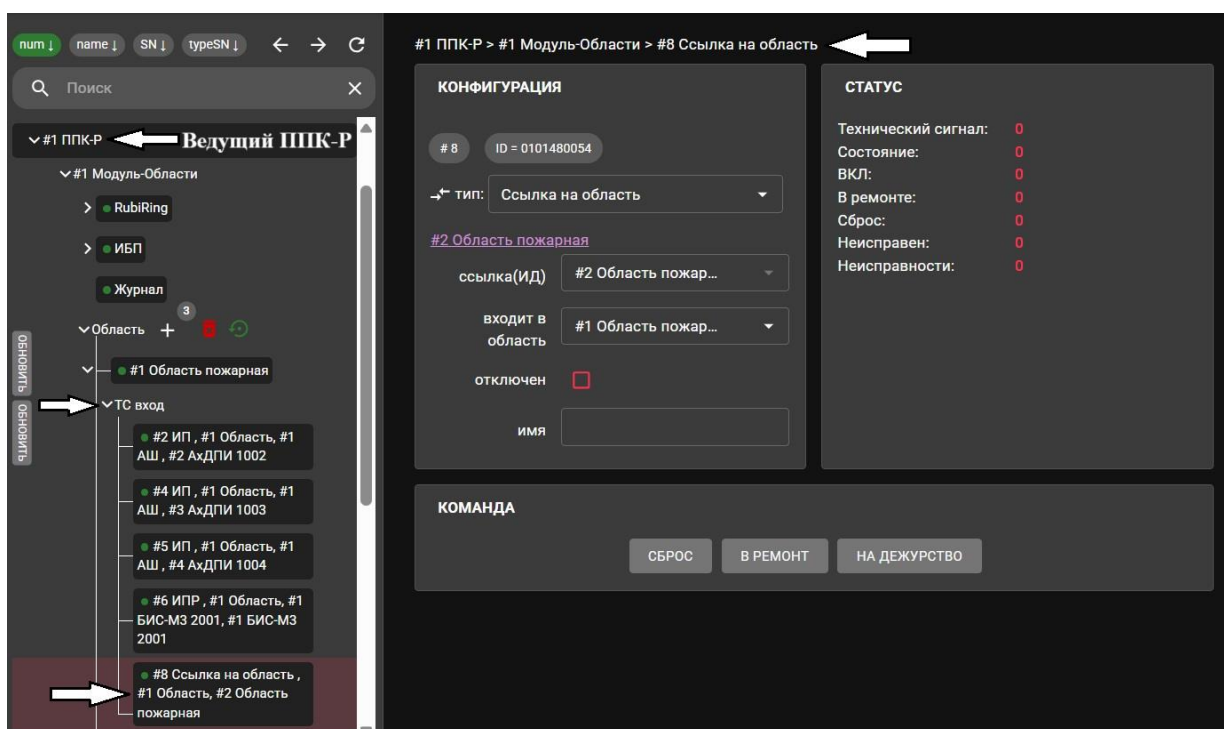 num↓ name↓ SN↓ typeSN↓
Поиск
#1 ППК-Р Ведущий ППК-Р
#1 Модуль-Области
RubiRing
ИБП
Журнал
3
Область +
#1 Область пожарная
ТС вход
#2 ИП , #1 Область, #1
АШ , #2 АхДПИ 1002
#4 ИП , #1 Область, #1
АШ , #3 АхДПИ 1003
#5 ИП , #1 Область, #1
АШ , #4 АхДПИ 1004
#6 ИПР , #1 Область, #1
БИС-М3 2001, #1 БИС-М3
2001
#8 Ссылка на область ,
#1 Область, #2 Область
пожарная
ОБНОВИТЬ
ОБНОВИТЬ
#1 ППК-Р > #1 Модуль-Области > #8 Ссылка на область
КОНФИГУРАЦИЯ
# 8 ID = 0101480054
тип: Ссылка на область
#2 Область пожарная
ссылка(ИД) #2 Область пожар...
входит в
область #1 Область пожар...
отключен
имя
СТАТУС
Технический сигнал: 0
Состояние: 0
ВКЛ: 0
В ремонте: 0
Сброс: 0
Неисправен: 0
Неисправности: 0
КОМАНДА
СБРОС В РЕМОНТ НА ДЕЖУРСТВО